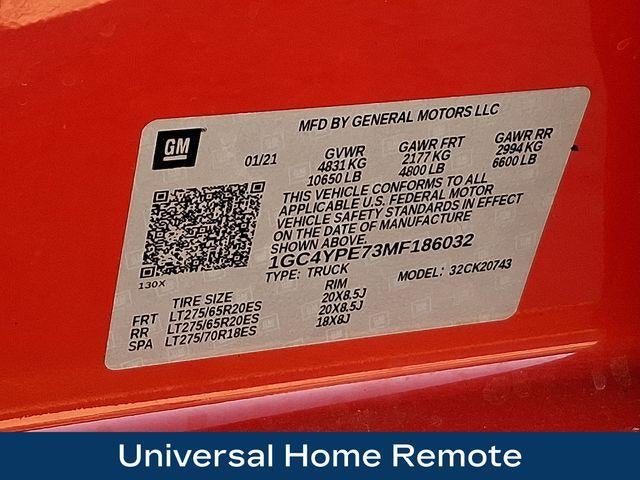 MFD BY GENERAL MOTORS LLC
GM
01/21
GVWR GAWR FRT GAWR RR
4831 KG 2177 KG 2994 KG
10650 LB 4800 LB 6600 LB
THIS VEHICLE CONFORMS TO ALL
APPLICABLE U.S. FEDERAL MOTOR
VEHICLE SAFETY STANDARDS IN EFFECT
ON THE DATE OF MANUFACTURE
SHOWN ABOVE.
1GC4YPE73MF186032
TYPE: TRUCK MODEL: 32CK20743
130X
TIRE SIZE RIM
FRT LT275/65R20ES 20X8.5J
RR LT275/65R20ES 20X8.5J
SPA LT275/70R18ES 18X8J
Universal Home Remote